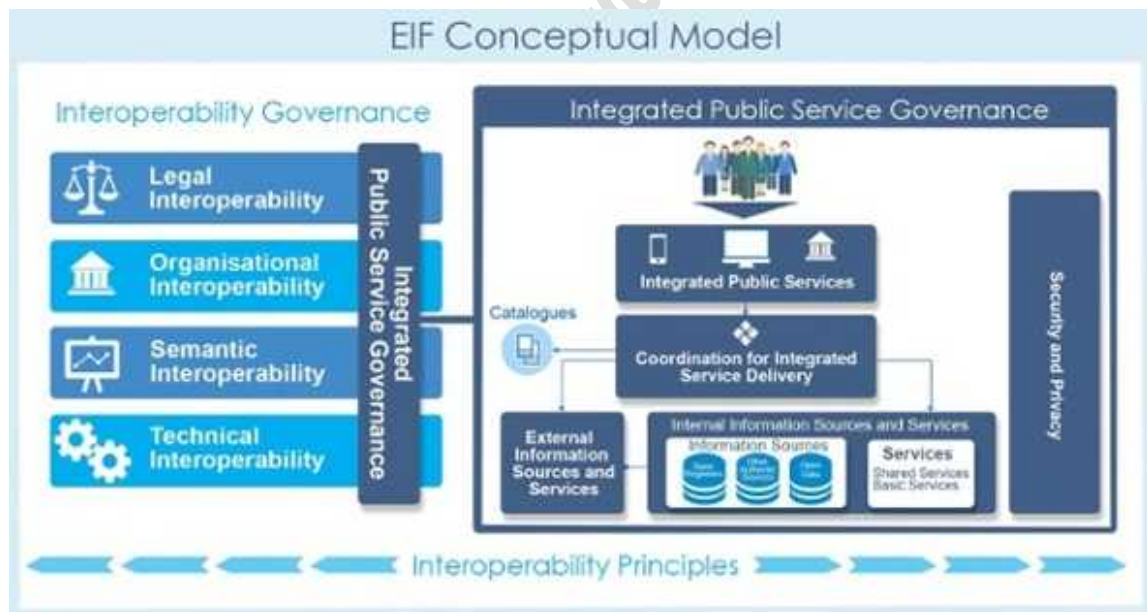 EIF Conceptual Model
Interoperability Governance
Legal
Interoperability
Organisational
Interoperability
Semantic
Interoperability
Technical
Interoperability
Integrated
Public Service Governance
Integrated Public Service Governance
Integrated Public Services
Catalogues
Coordination for Integrated
Service Delivery
External
Information
Sources and
Services
Internal Information Sources and Services
Information Sources
Open
Data
Services
Shared Services
Basic Services
Security and Privacy
Interoperability Principles